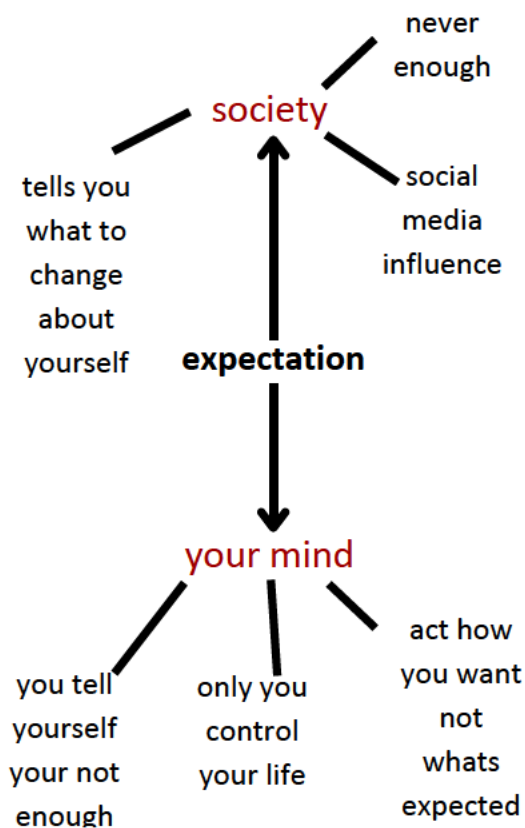 never
enough
society
tells you
what to
change
about
yourself
social
media
influence
expectation
your mind
you tell
yourself
your not
enough
only you
control
your life
act how
you want
not
whats
expected